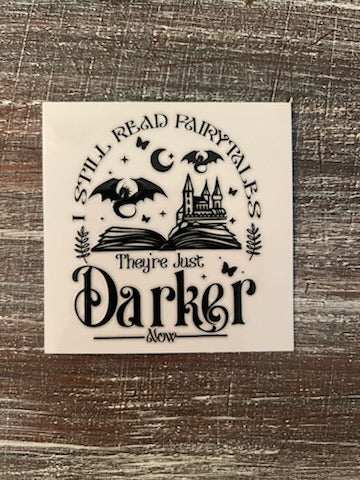 I STILL READ FAIRYTALES
They're Just
Darker
Now